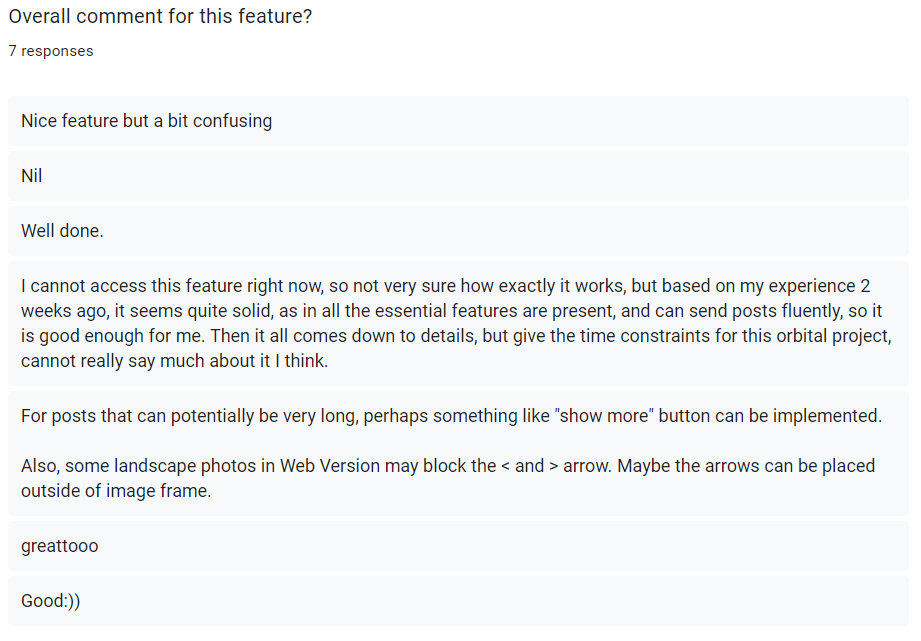 Overall comment for this feature?
7 responses
Nice feature but a bit confusing
Nil
Well done.
I cannot access this feature right now, so not very sure how exactly it works, but based on my experience 2
weeks ago, it seems quite solid, as in all the essential features are present, and can send posts fluently, so it
is good enough for me. Then it all comes down to details, but give the time constraints for this orbital project,
cannot really say much about it I think.
For posts that can potentially be very long, perhaps something like "show more" button can be implemented.
Also, some landscape photos in Web Version may block the < and > arrow. Maybe the arrows can be placed
outside of image frame.
greattooo
Good:))